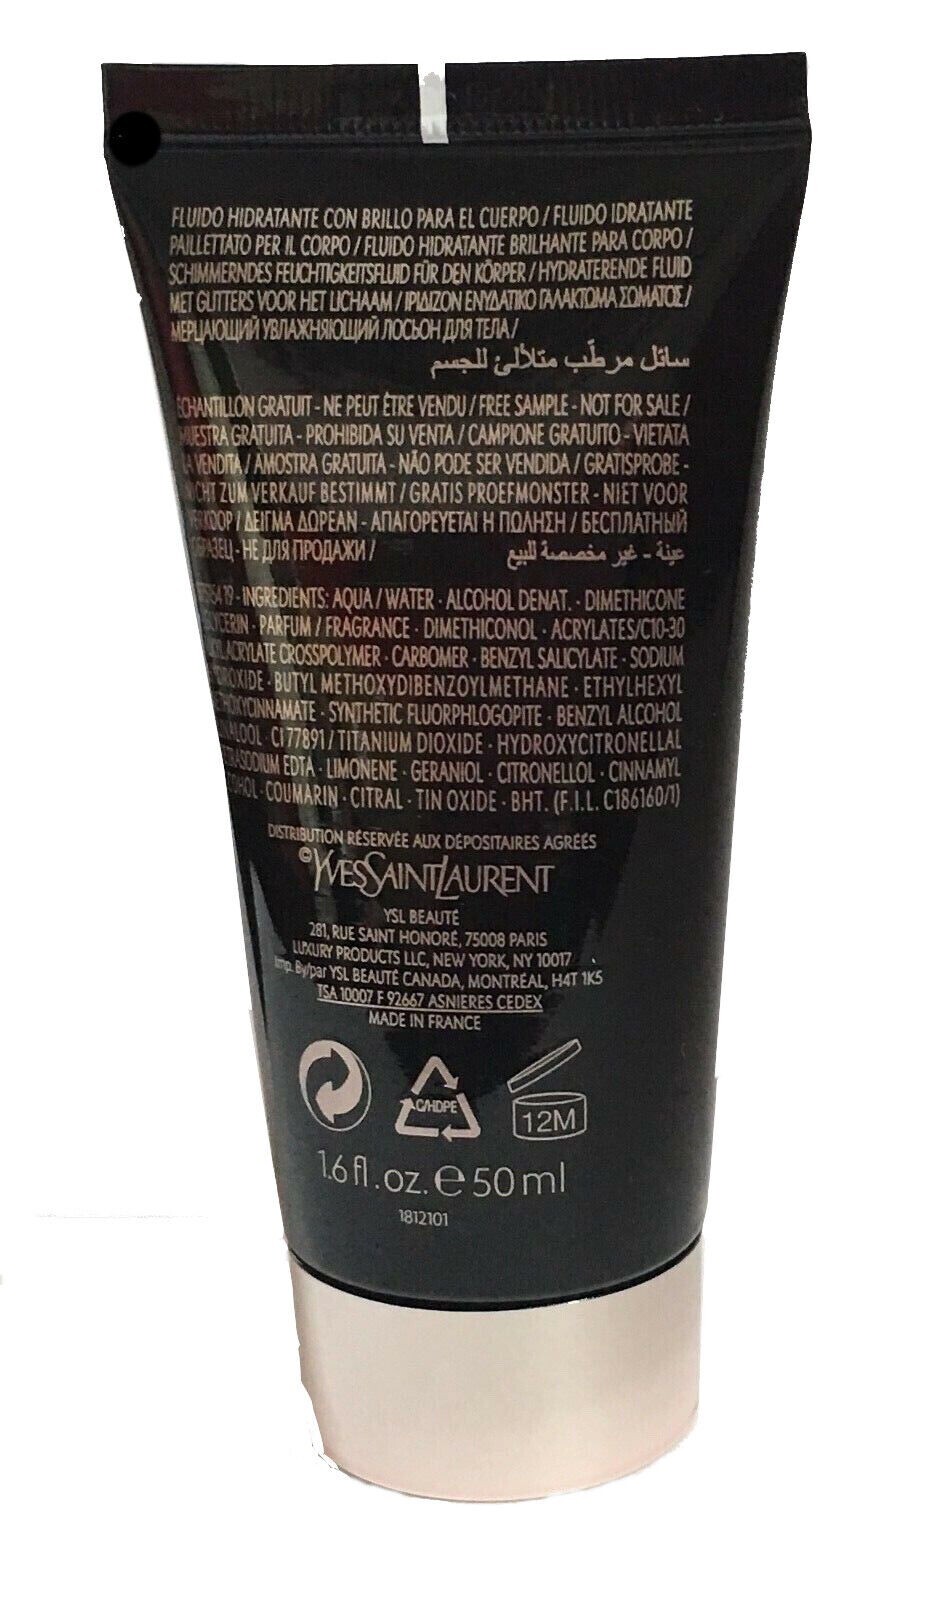 FLUIDO HIDRATANTE CON BRILLO PARA EL CUERPO / FLUIDO IDRATANTE
PAILLETTATO PER IL CORPO / FLUIDO HIDRATANTE BRILHANTE PARA CORPO /
SCHIMMERNDES FEUCHTIGKEITSFLUID FÜR DEN KÖRPER / HYDRATERENDE FLUID
MET GLITTERS VOOR HET LICHAAM / ΙΡΙΔΙΖΟΝ ΕΝΥΔΑΤΙΚΟ ΓΑΛΑΚΤΩΜΑ ΣΩΜΑΤΟΣ /
МЕРЦАЮЩИЙ УВЛАЖНЯЮЩИЙ ЛОСЬОН ДЛЯ ТЕЛА /
سائل مرطّب متلألئ للجسم
ÉCHANTILLON GRATUIT - NE PEUT ÊTRE VENDU / FREE SAMPLE - NOT FOR SALE /
MUESTRA GRATUITA - PROHIBIDA SU VENTA / CAMPIONE GRATUITO - VIETATA
LA VENDITA / AMOSTRA GRATUITA - NÃO PODE SER VENDIDA / GRATISPROBE -
NICHT ZUM VERKAUF BESTIMMT / GRATIS PROEFMONSTER - NIET VOOR
VERKOOP / ΔΕΙΓΜΑ ΔΩΡΕΑΝ - ΑΠΑΓΟΡΕΥΕΤΑΙ Η ΠΩΛΗΣΗ / БЕСПЛАТНЫЙ
ОБРАЗЕЦ - НЕ ДЛЯ ПРОДАЖИ / عينة - غير مخصصة للبيع
- INGREDIENTS: AQUA / WATER · ALCOHOL DENAT. · DIMETHICONE
GLYCERIN · PARFUM / FRAGRANCE · DIMETHICONOL · ACRYLATES/C10-30
ACRYLATE CROSSPOLYMER · CARBOMER · BENZYL SALICYLATE · SODIUM
HYDROXIDE · BUTYL METHOXYDIBENZOYLMETHANE · ETHYLHEXYL
METHOXYCINNAMATE · SYNTHETIC FLUORPHLOGOPITE · BENZYL ALCOHOL
LINALOOL · CI 77891 / TITANIUM DIOXIDE · HYDROXYCITRONELLAL
TETRASODIUM EDTA · LIMONENE · GERANIOL · CITRONELLOL · CINNAMYL
ALCOHOL · COUMARIN · CITRAL · TIN OXIDE · BHT. (F.I.L. C186160/1)
DISTRIBUTION RÉSERVÉE AUX DÉPOSITAIRES AGRÉÉS
©YVESSAINTLAURENT
YSL BEAUTÉ
281, RUE SAINT HONORÉ, 75008 PARIS
LUXURY PRODUCTS LLC, NEW YORK, NY 10017
Imp. By/par YSL BEAUTÉ CANADA, MONTRÉAL, H4T 1K5
TSA 10007 F 92667 ASNIERES CEDEX
MADE IN FRANCE
C/HDPE
12M
1.6 fl.oz. e 50 ml
1812101